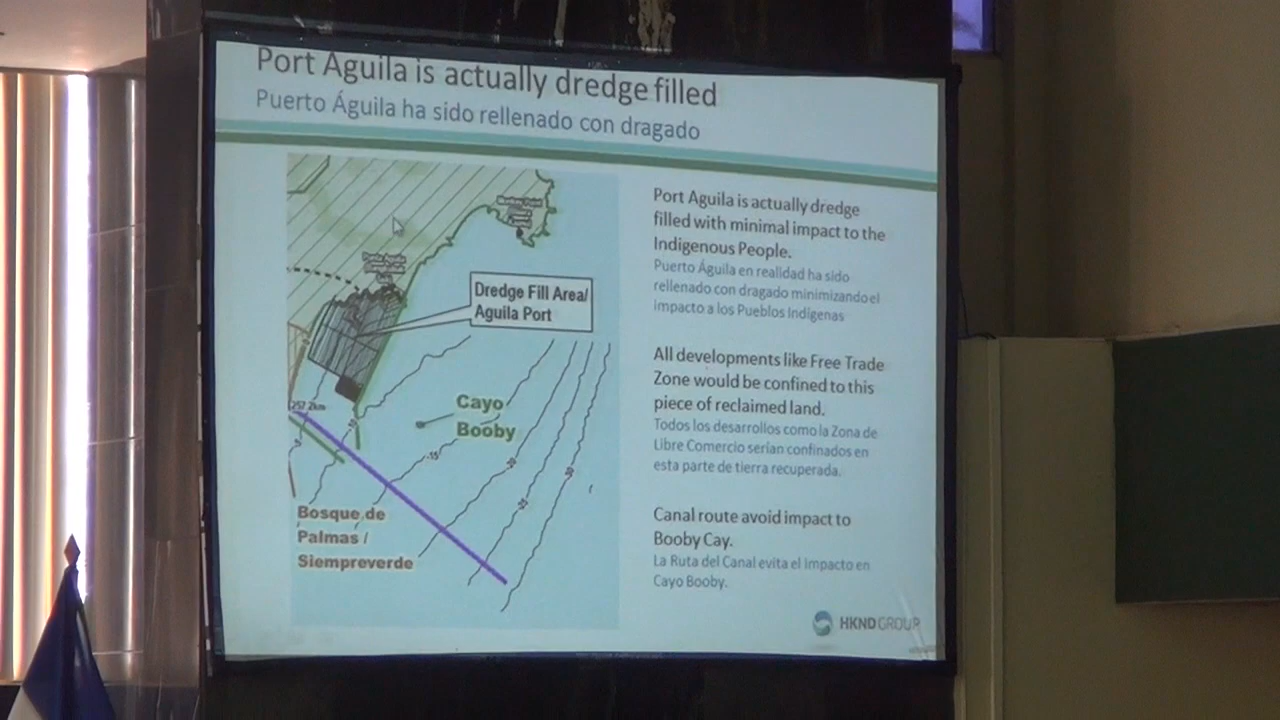 Port Aguila is actually dredge filled
Puerto Águila ha sido rellenado con dragado
Port Aguila is actually dredge
filled with minimal impact to the
Indigenous People.
Puerto Águila en realidad ha sido
rellenado con dragado minimizando el
impacto a los Pueblos Indígenas
All developments like Free Trade
Zone would be confined to this
piece of reclaimed land.
Todos los desarrollos como la Zona de
Libre Comercio serían confinados en
esta parte de tierra recuperada.
Canal route avoid impact to
Booby Cay.
La Ruta del Canal evita el Impacto en
Cayo Booby.
Monkey Point
Dredge Fill Area/
Aguila Port
257.2km
Cayo
Booby
-15
Bosque de
Palmas /
Siempreverde
HKND GROUP